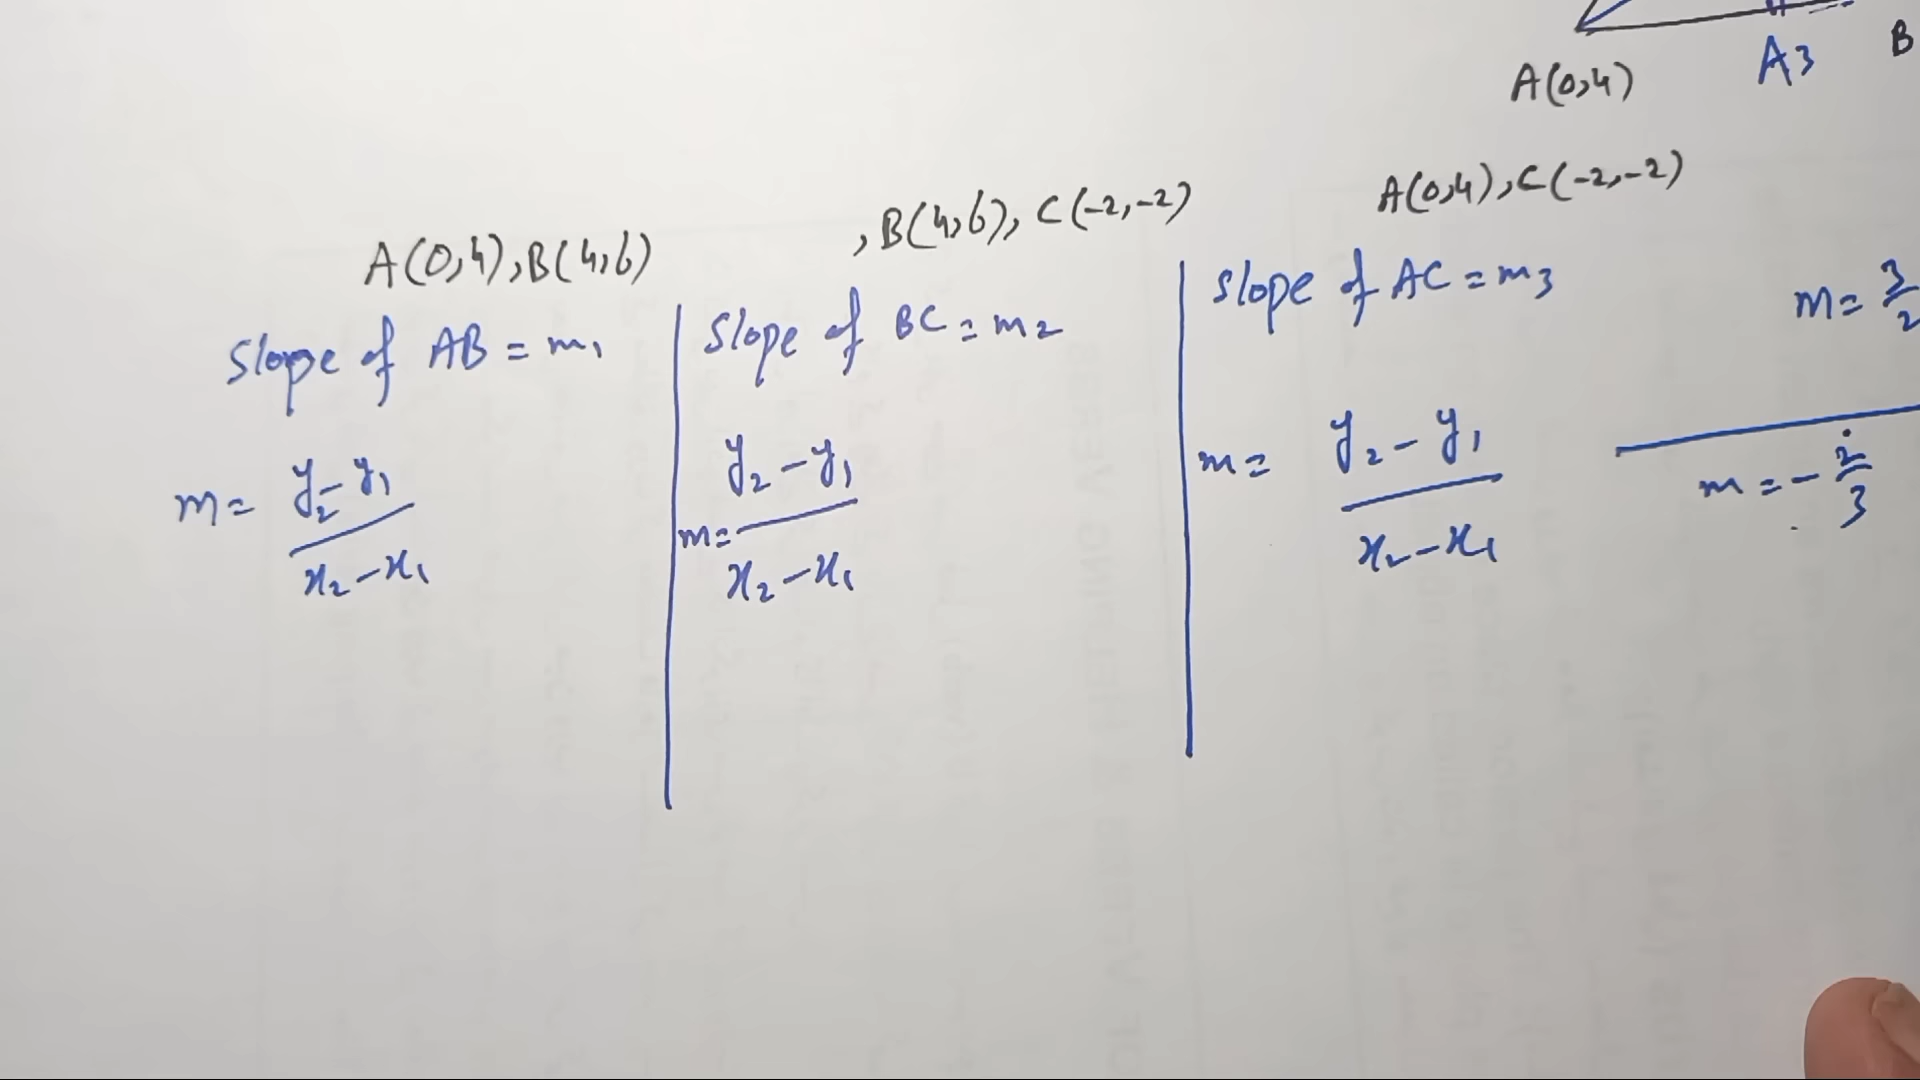 A(0,4) A3 B
A(0,4),B(4,6)
Slope of AB = m1
m = y2-y1
x2-x1
,B(4,6), C(-2,-2)
Slope of BC = m2
y2-y1
m=
x2-x1
A(0,4),C(-2,-2)
Slope of AC = m3
m= y2-y1
x2-x1
m= 3/2
m = -2/3